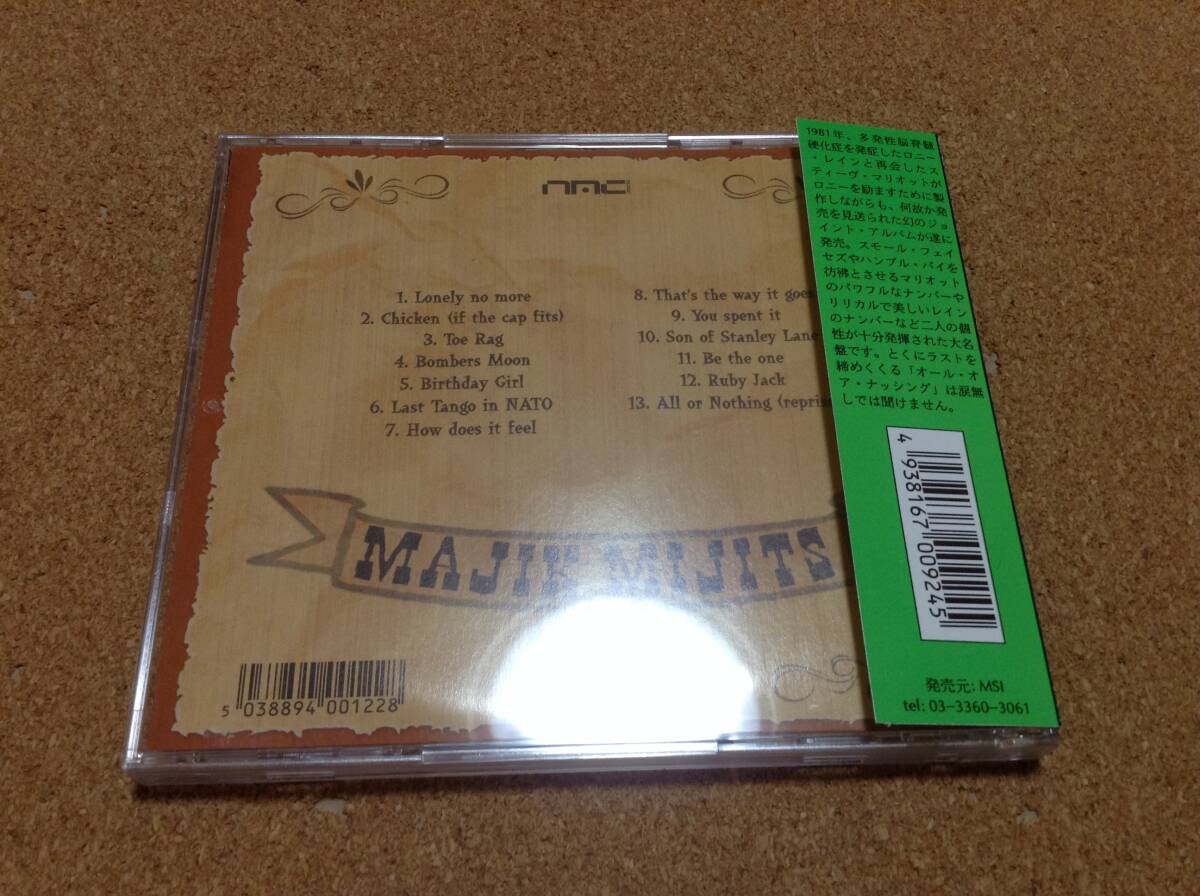 nmc
1. Lonely no more
2. Chicken (if the cap fits)
3. Toe Rag
4. Bombers Moon
5. Birthday Girl
6. Last Tango in NATO
7. How does it feel
8. That's the way it goes
9. You spent it
10. Son of Stanley Lane
11. Be the one
12. Ruby Jack
13. All or Nothing (reprise
MAJIK MIJITS
5 038894 001228
1981年、多発性脳脊髄
硬化症を発症したロニー
・レインと再会したス
ティーヴ・マリオットが
ロニーを励ますために製
作しながらも、何故か発
売を見送られた幻のジョ
イント・アルバムが遂に
発売。スモール・フェイ
セズやハンブル・パイを
彷彿とさせるマリオット
のパワフルなナンバーや
リリカルで美しいレイン
のナンバーなど二人の個
性が十分発揮された大名
盤です。とくにラストを
締めくくる「オール・オ
ア・ナッシング」は涙無
しでは聞けません。
4 938167 009245
発売元: MSI
tel: 03-3360-3061